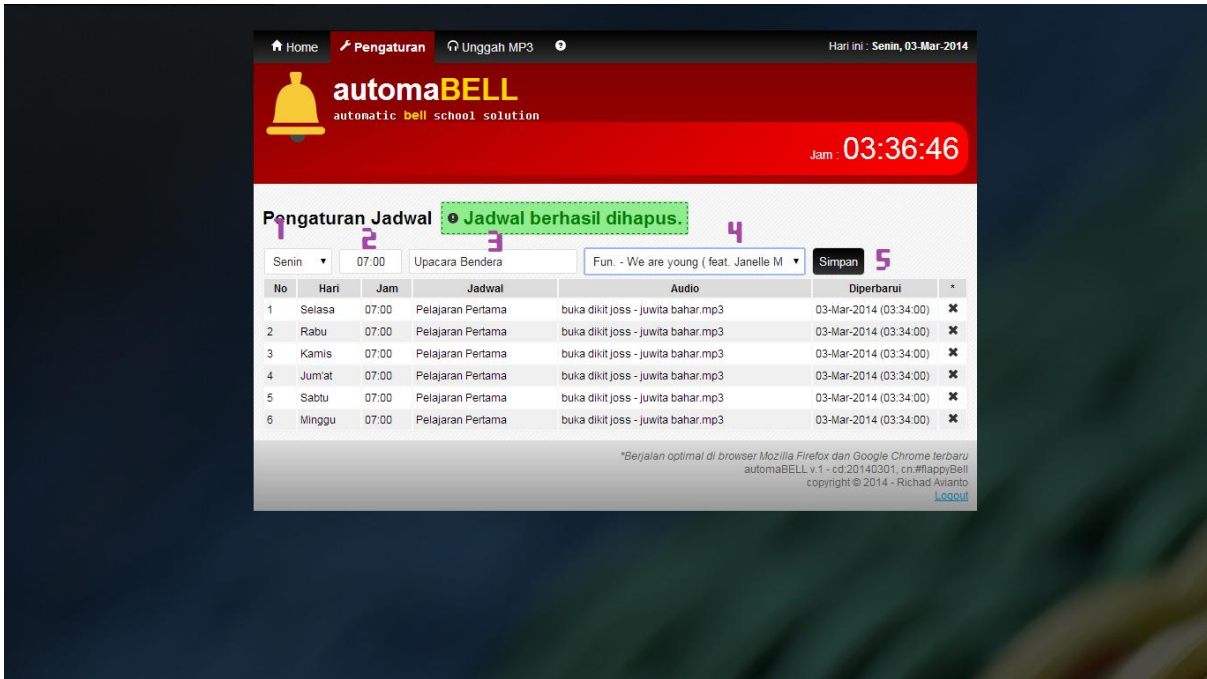 Home Pengaturan Unggah MP3 Hari ini : Senin, 03-Mar-2014
automaBELL
automatic bell school solution
Jam : 03:36:46
Pengaturan Jadwal Jadwal berhasil dihapus.
1 2 3 4 5
Senin 07:00 Upacara Bendera Fun. - We are young ( feat. Janelle M Simpan
No Hari Jam Jadwal Audio Diperbarui *
1 Selasa 07:00 Pelajaran Pertama buka dikit joss - juwita bahar.mp3 03-Mar-2014 (03:34:00)
2 Rabu 07:00 Pelajaran Pertama buka dikit joss - juwita bahar.mp3 03-Mar-2014 (03:34:00)
3 Kamis 07:00 Pelajaran Pertama buka dikit joss - juwita bahar.mp3 03-Mar-2014 (03:34:00)
4 Jum'at 07:00 Pelajaran Pertama buka dikit joss - juwita bahar.mp3 03-Mar-2014 (03:34:00)
5 Sabtu 07:00 Pelajaran Pertama buka dikit joss - juwita bahar.mp3 03-Mar-2014 (03:34:00)
6 Minggu 07:00 Pelajaran Pertama buka dikit joss - juwita bahar.mp3 03-Mar-2014 (03:34:00)
*Berjalan optimal di browser Mozilla Firefox dan Google Chrome terbaru
automaBELL v.1 - cd:20140301, cn:#flappyBell
copyright © 2014 - Richad Avianto
Logout